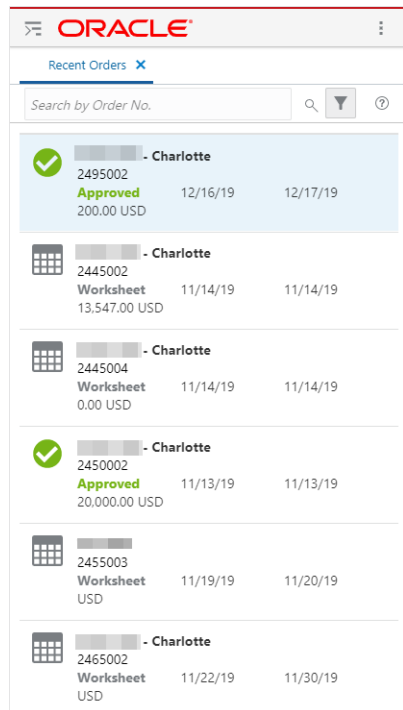 ORACLE
Recent Orders
Search by Order No.
- Charlotte
2495002
Approved 12/16/19 12/17/19
200.00 USD
- Charlotte
2445002
Worksheet 11/14/19 11/14/19
13,547.00 USD
- Charlotte
2445004
Worksheet 11/14/19 11/14/19
0.00 USD
- Charlotte
2450002
Approved 11/13/19 11/13/19
20,000.00 USD
2455003
Worksheet 11/19/19 11/20/19
USD
- Charlotte
2465002
Worksheet 11/22/19 11/30/19
USD